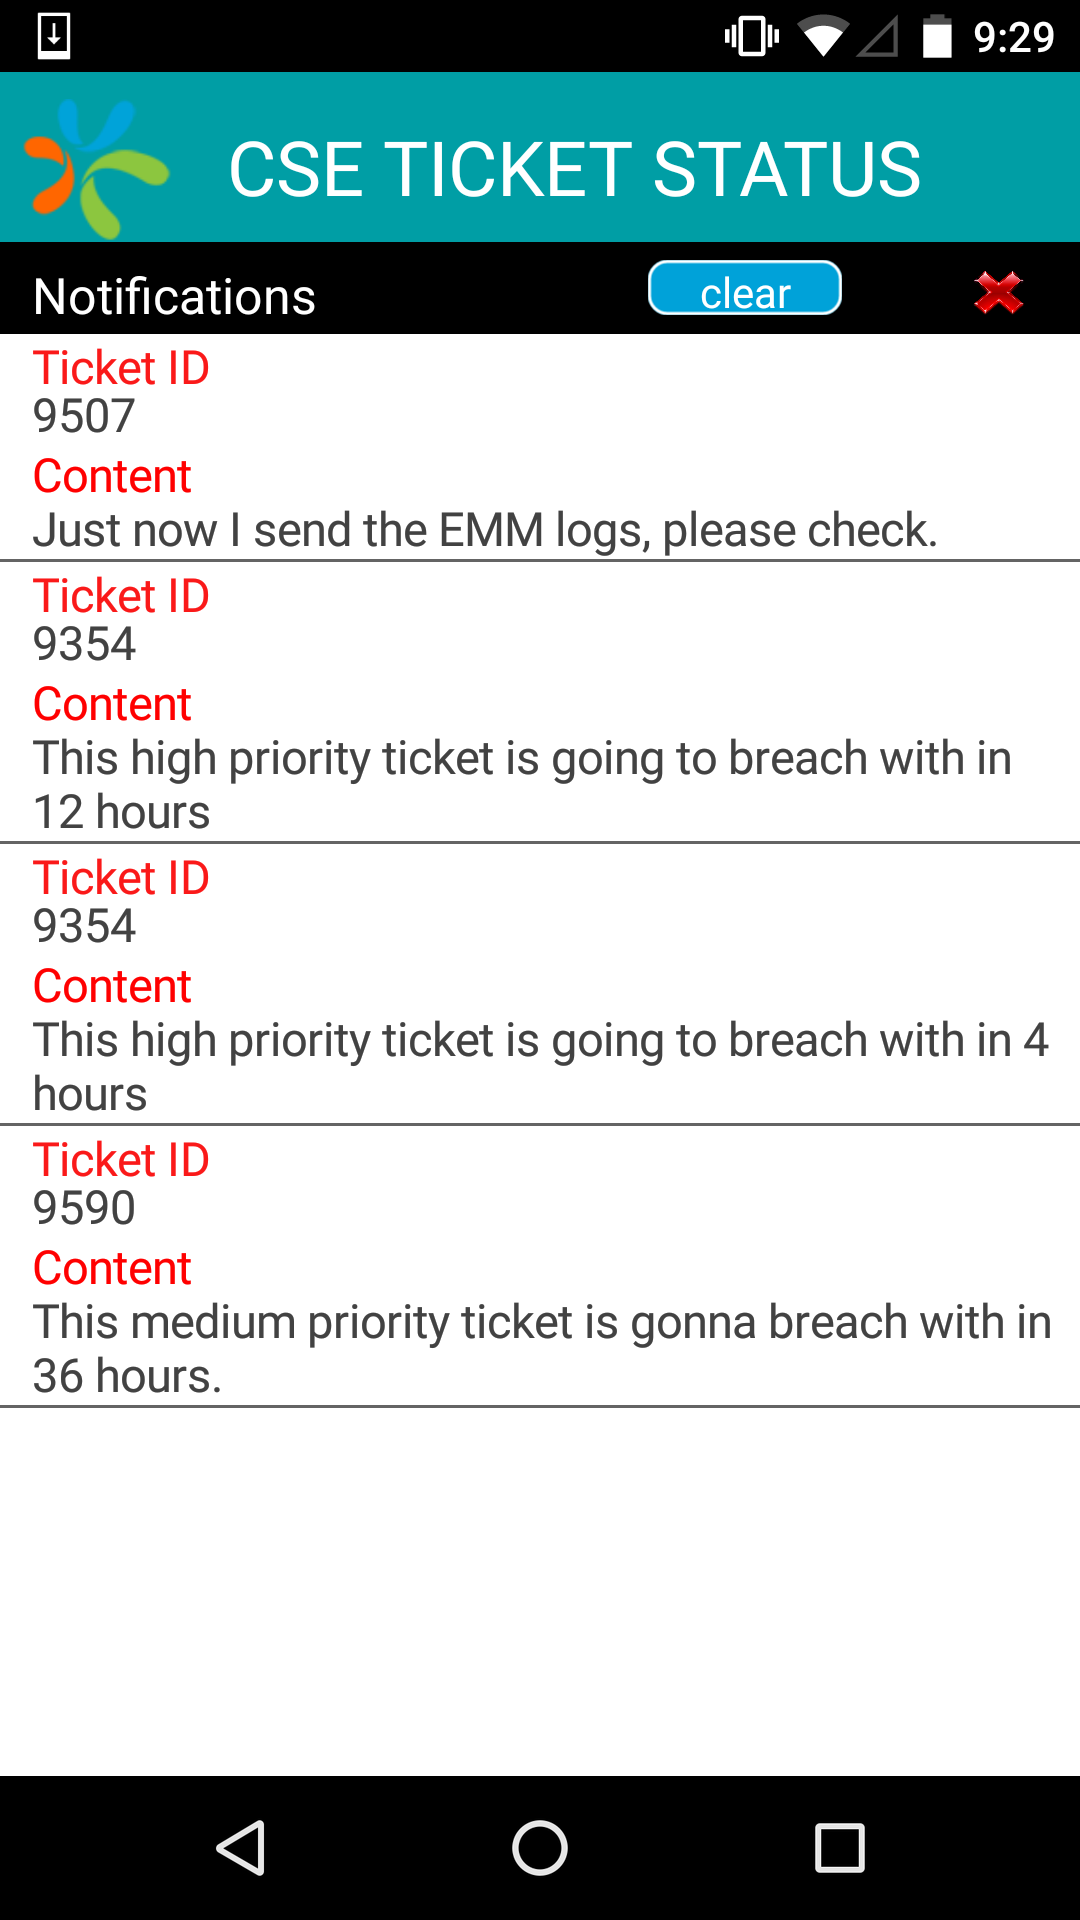 9:29
CSE TICKET STATUS
Notifications
clear
Ticket ID
9507
Content
Just now I send the EMM logs, please check.
Ticket ID
9354
Content
This high priority ticket is going to breach with in
12 hours
Ticket ID
9354
Content
This high priority ticket is going to breach with in 4
hours
Ticket ID
9590
Content
This medium priority ticket is gonna breach with in
36 hours.